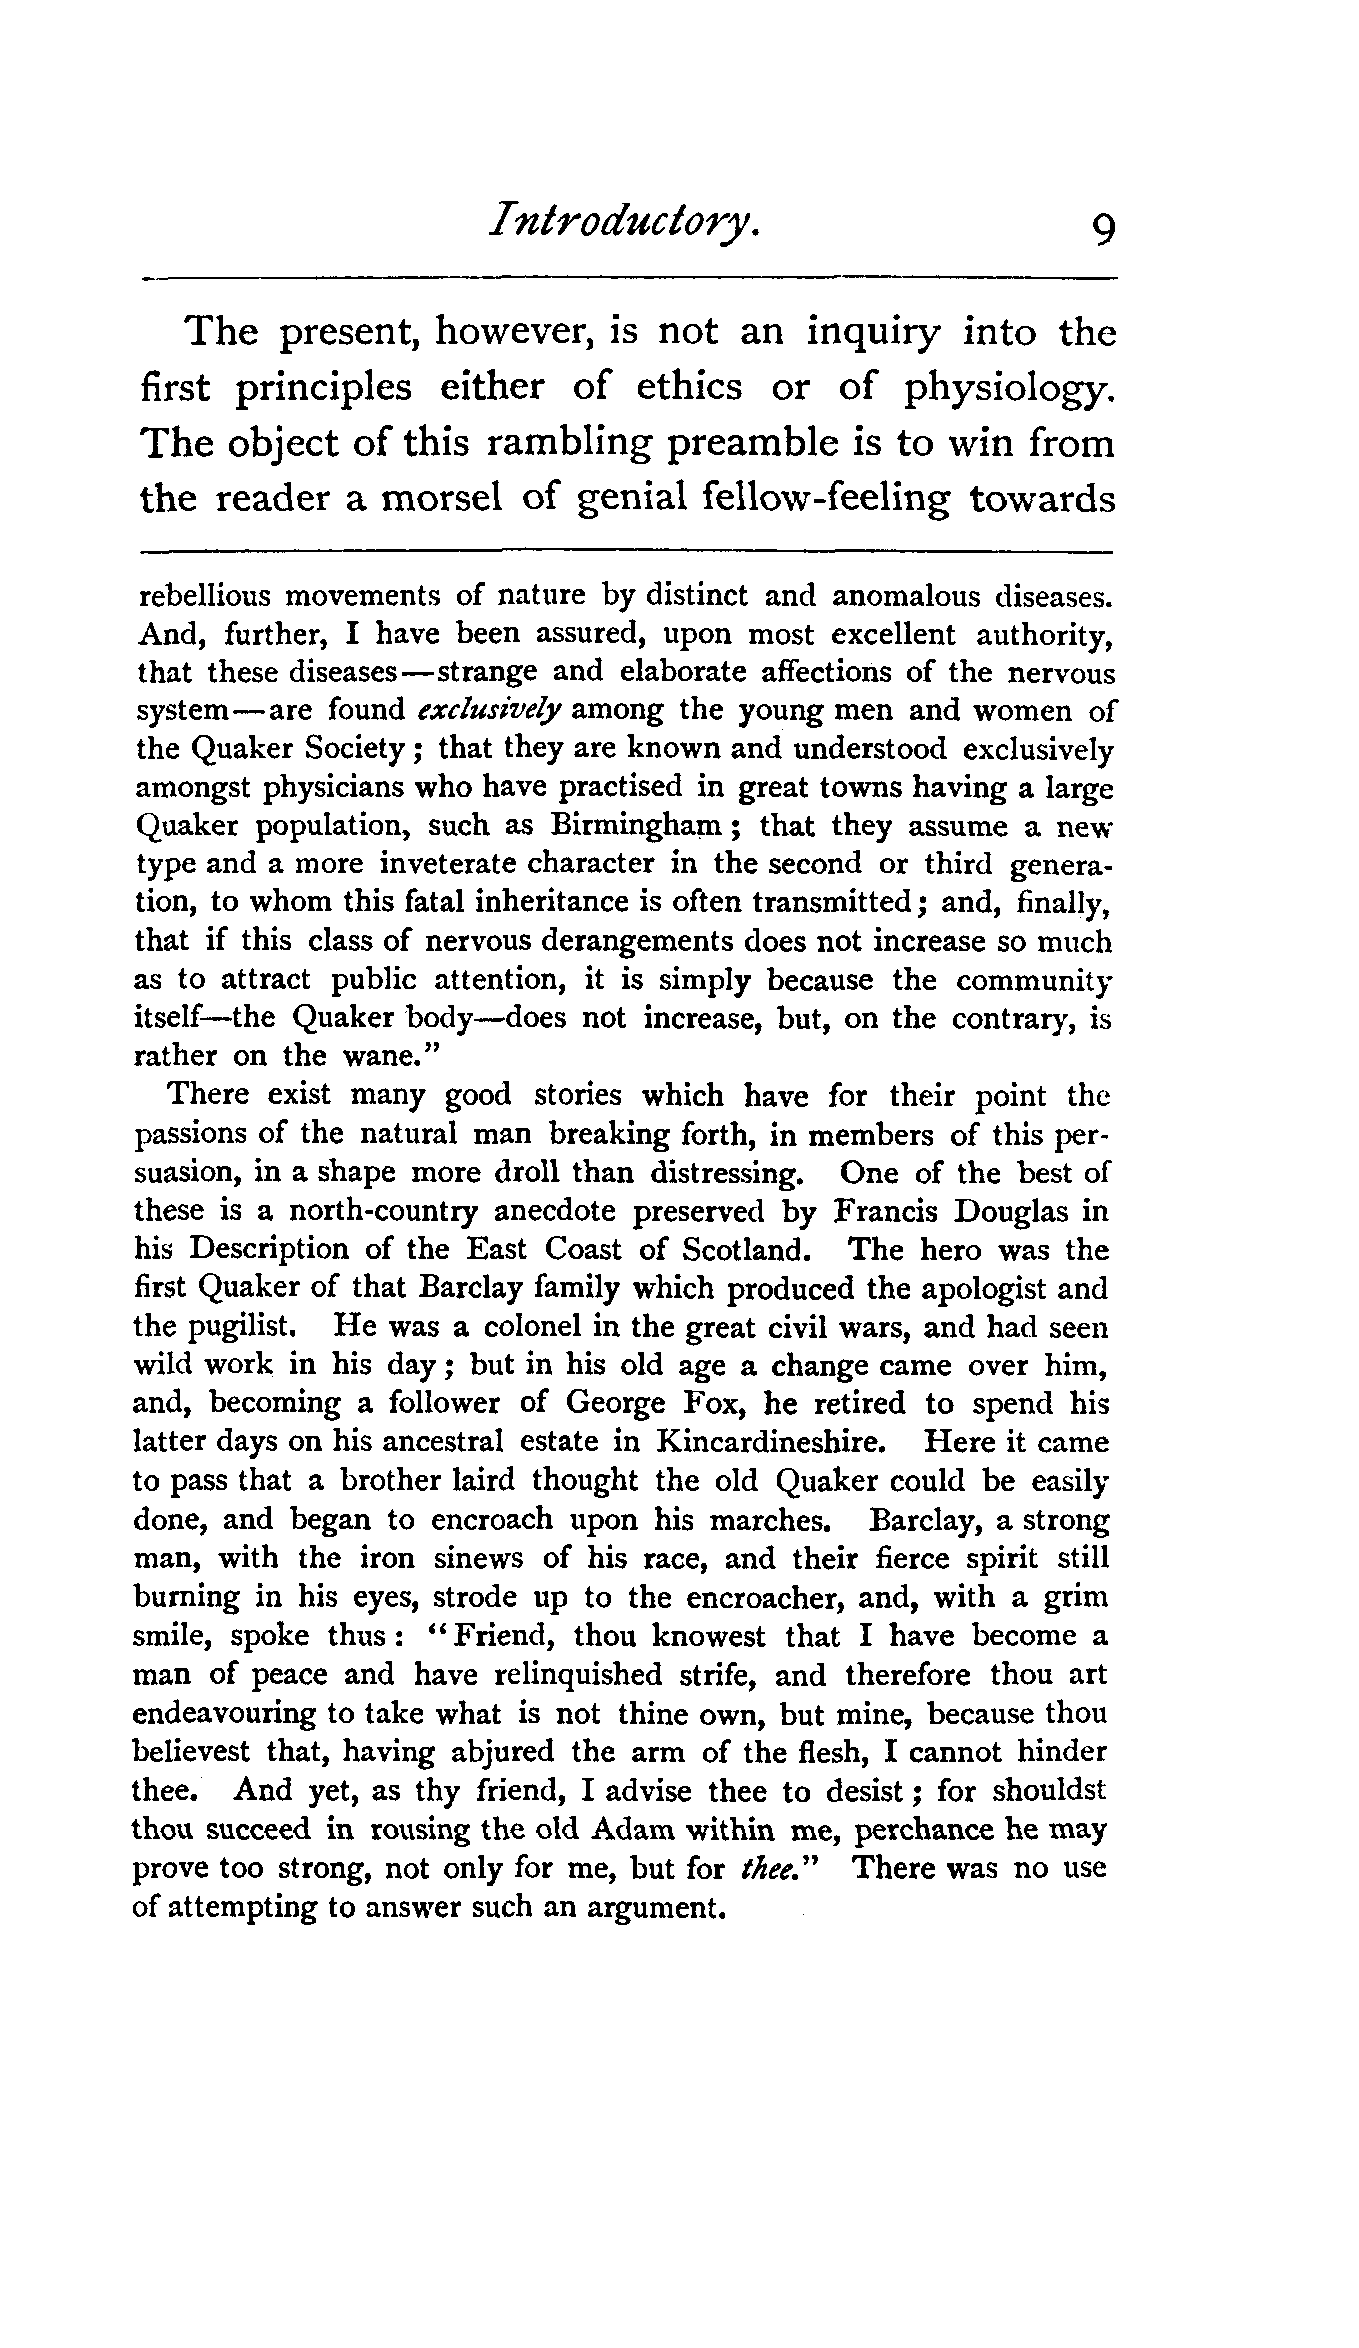 Introductory. 9
The present, however, is not an inquiry into the
first principles either of ethics or of physiology.
The object of this rambling preamble is to win from
the reader a morsel of genial fellow-feeling towards
rebellious movements of nature by distinct and anomalous diseases.
And, further, I have been assured, upon most excellent authority,
that these diseases—strange and elaborate affections of the nervous
system—are found exclusively among the young men and women of
the Quaker Society; that they are known and understood exclusively
amongst physicians who have practised in great towns having a large
Quaker population, such as Birmingham; that they assume a new
type and a more inveterate character in the second or third genera-
tion, to whom this fatal inheritance is often transmitted; and, finally,
that if this class of nervous derangements does not increase so much
as to attract public attention, it is simply because the community
itself—the Quaker body—does not increase, but, on the contrary, is
rather on the wane."
There exist many good stories which have for their point the
passions of the natural man breaking forth, in members of this per-
suasion, in a shape more droll than distressing. One of the best of
these is a north-country anecdote preserved by Francis Douglas in
his Description of the East Coast of Scotland. The hero was the
first Quaker of that Barclay family which produced the apologist and
the pugilist. He was a colonel in the great civil wars, and had seen
wild work in his day; but in his old age a change came over him,
and, becoming a follower of George Fox, he retired to spend his
latter days on his ancestral estate in Kincardineshire. Here it came
to pass that a brother laird thought the old Quaker could be easily
done, and began to encroach upon his marches. Barclay, a strong
man, with the iron sinews of his race, and their fierce spirit still
burning in his eyes, strode up to the encroacher, and, with a grim
smile, spoke thus: "Friend, thou knowest that I have become a
man of peace and have relinquished strife, and therefore thou art
endeavouring to take what is not thine own, but mine, because thou
believest that, having abjured the arm of the flesh, I cannot hinder
thee. And yet, as thy friend, I advise thee to desist; for shouldst
thou succeed in rousing the old Adam within me, perchance he may
prove too strong, not only for me, but for thee." There was no use
of attempting to answer such an argument.